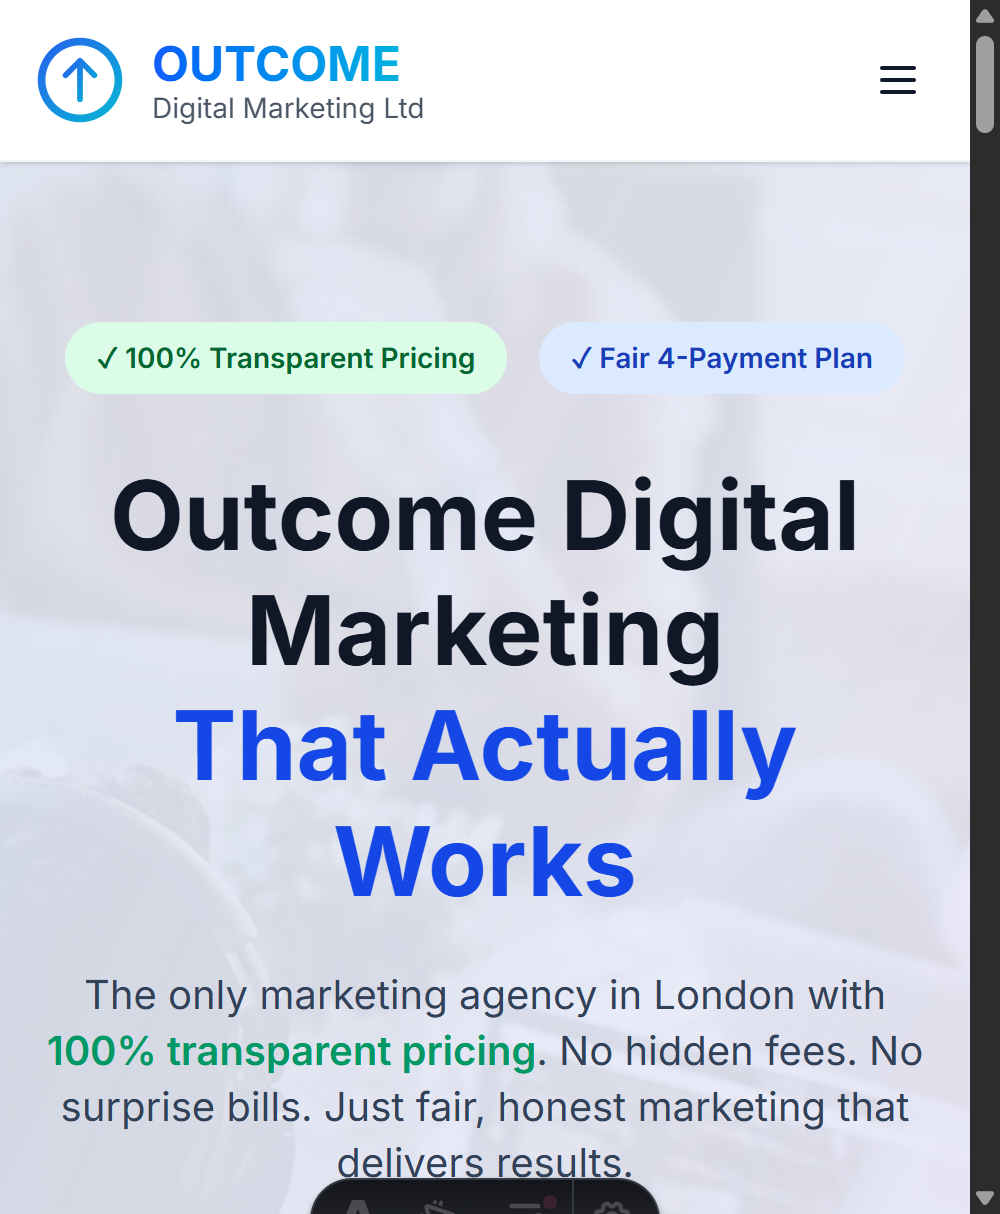 OUTCOME
Digital Marketing Ltd
✓ 100% Transparent Pricing
✓ Fair 4-Payment Plan
Outcome Digital
Marketing
That Actually
Works
The only marketing agency in London with
100% transparent pricing. No hidden fees. No
surprise bills. Just fair, honest marketing that
delivers results.